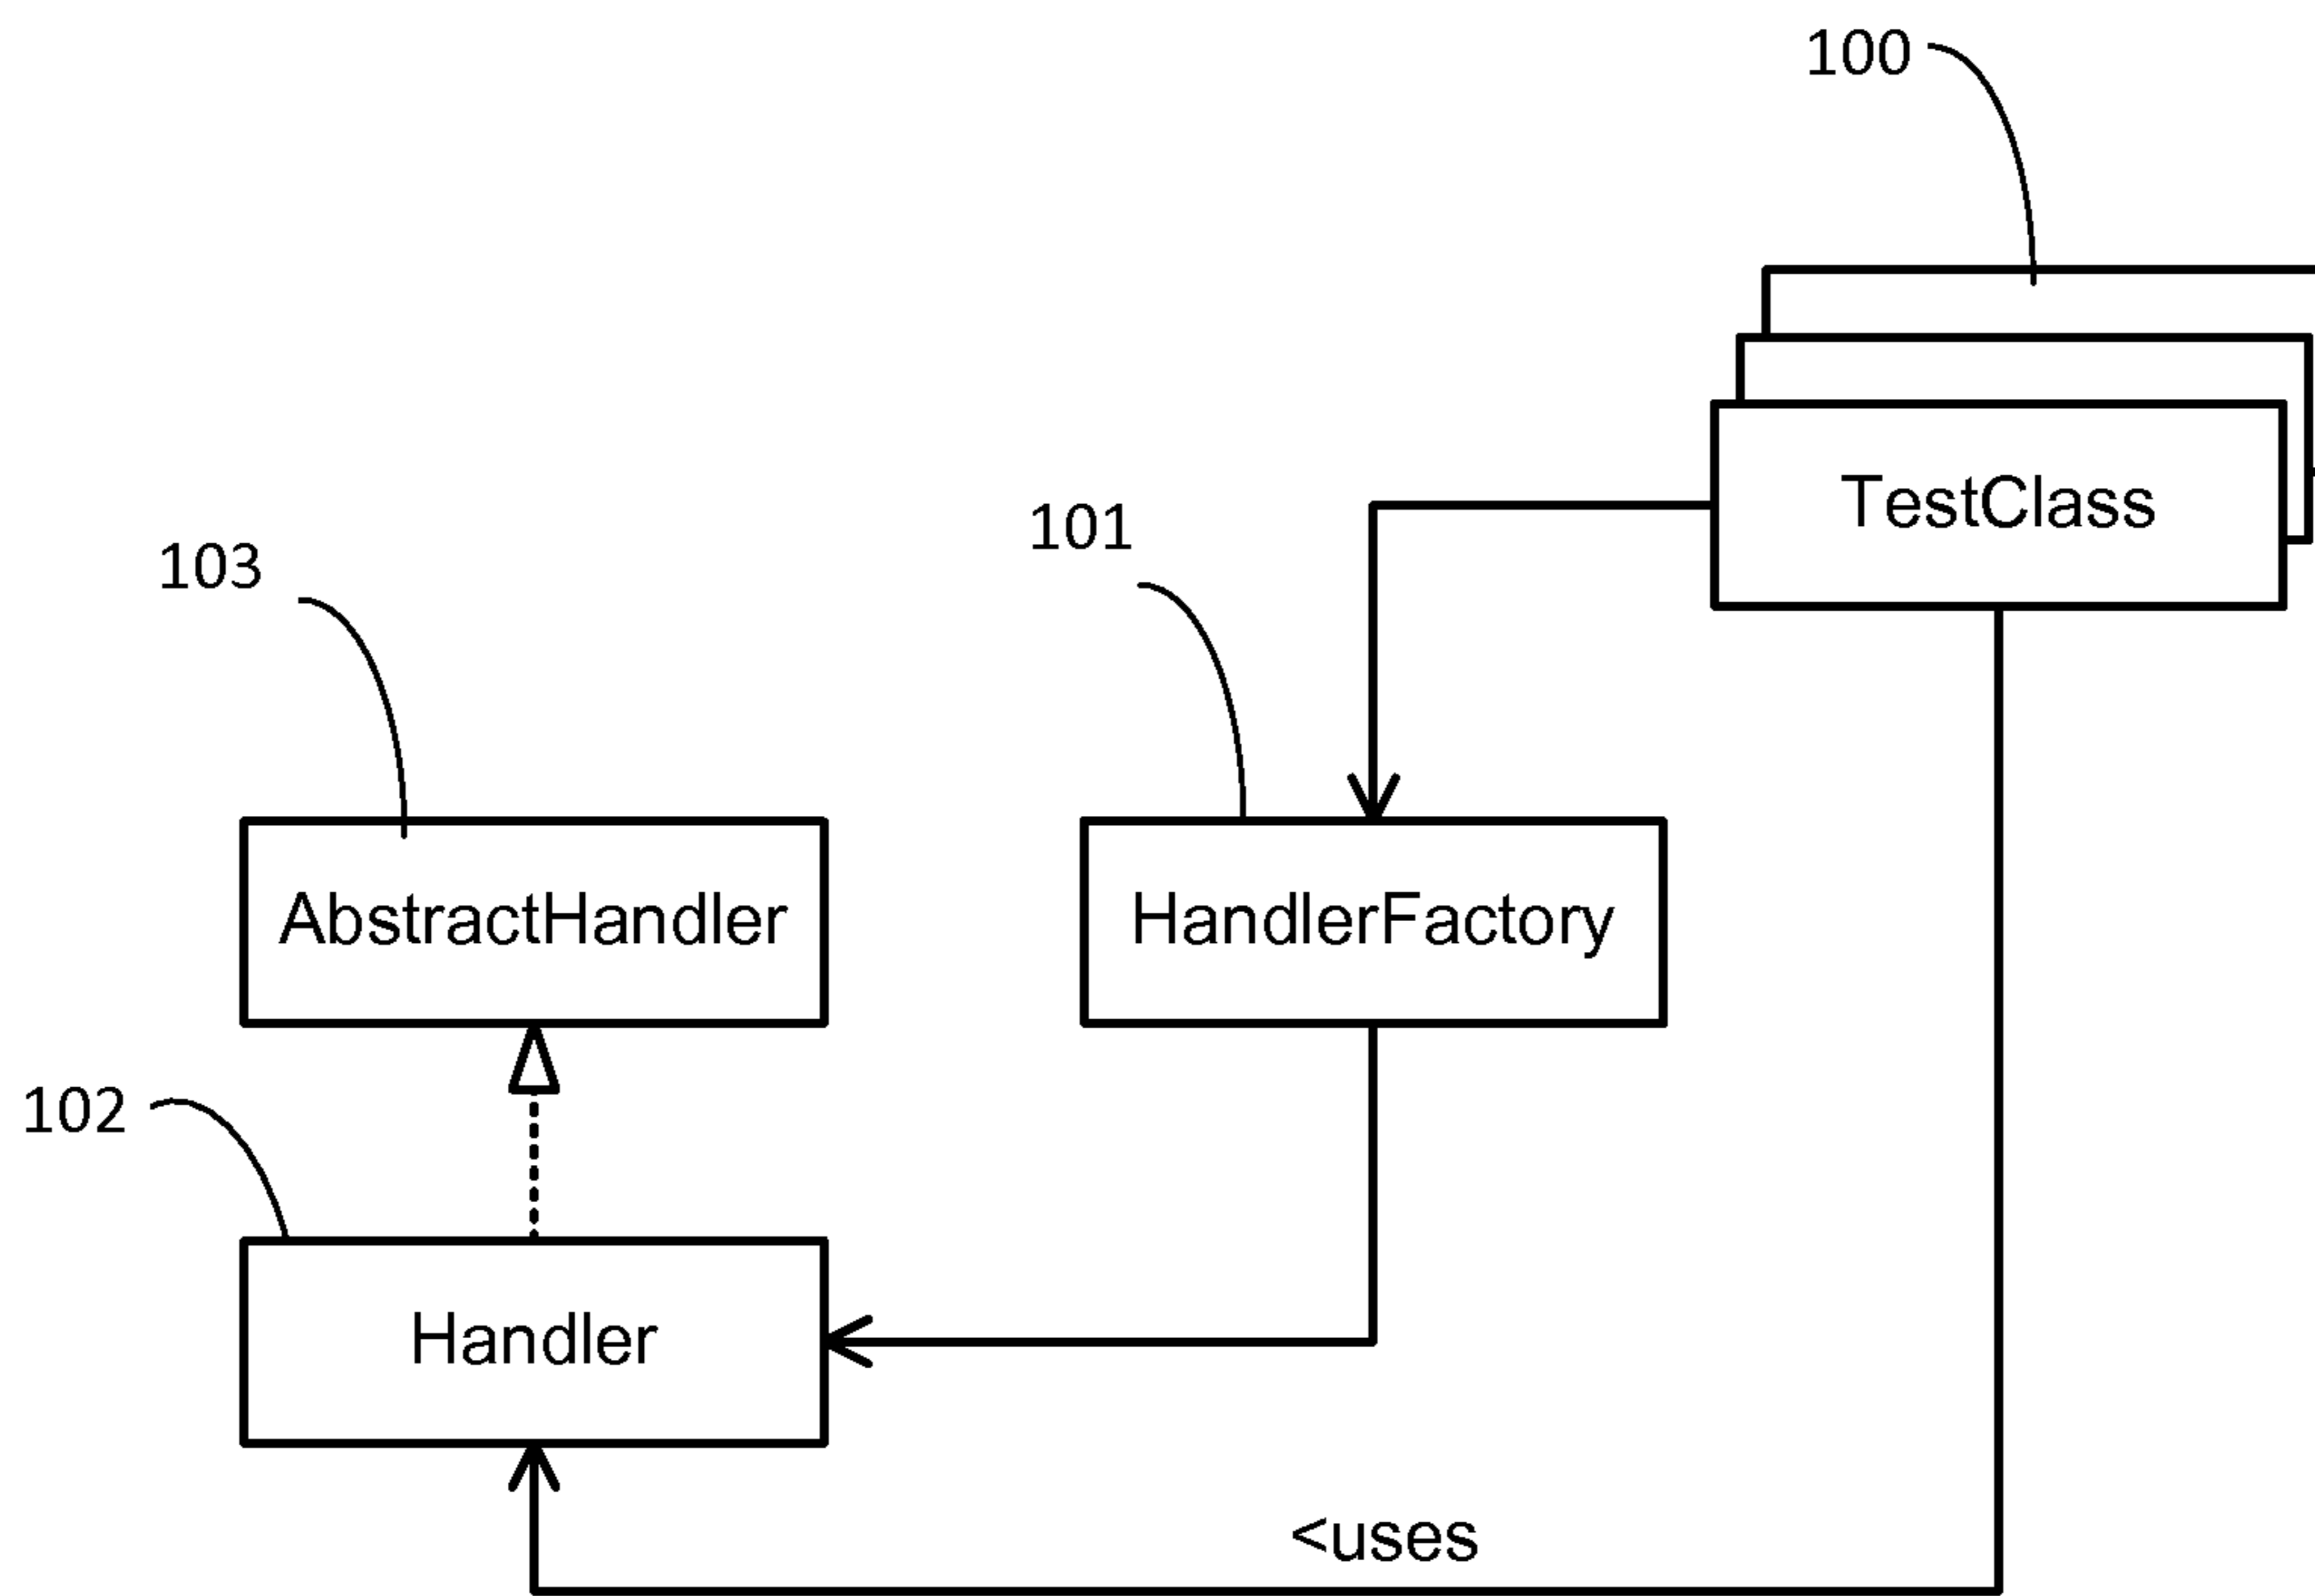 100
TestClass
101
103
AbstractHandler
HandlerFactory
102
Handler
<uses